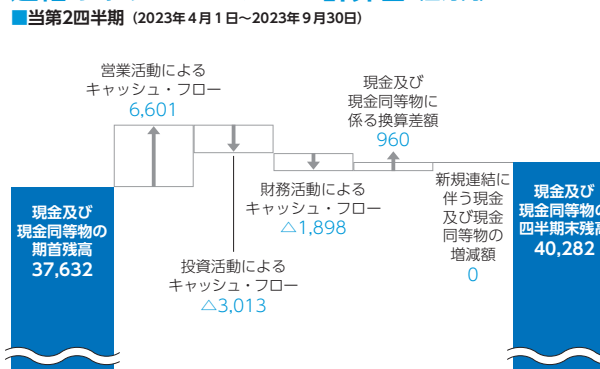 ■当第2四半期（2023年4月1日～2023年9月30日）
営業活動による
キャッシュ・フロー
6,601
現金及び
現金同等物に
係る換算差額
960
現金及び
現金同等物の
期首残高
37,632
投資活動による
キャッシュ・フロー
△3,013
財務活動による
キャッシュ・フロー
△1,898
新規連結に
伴う現金
及び現金
同等物の
増減額
0
現金及び
現金同等物の
四半期末残高
40,282